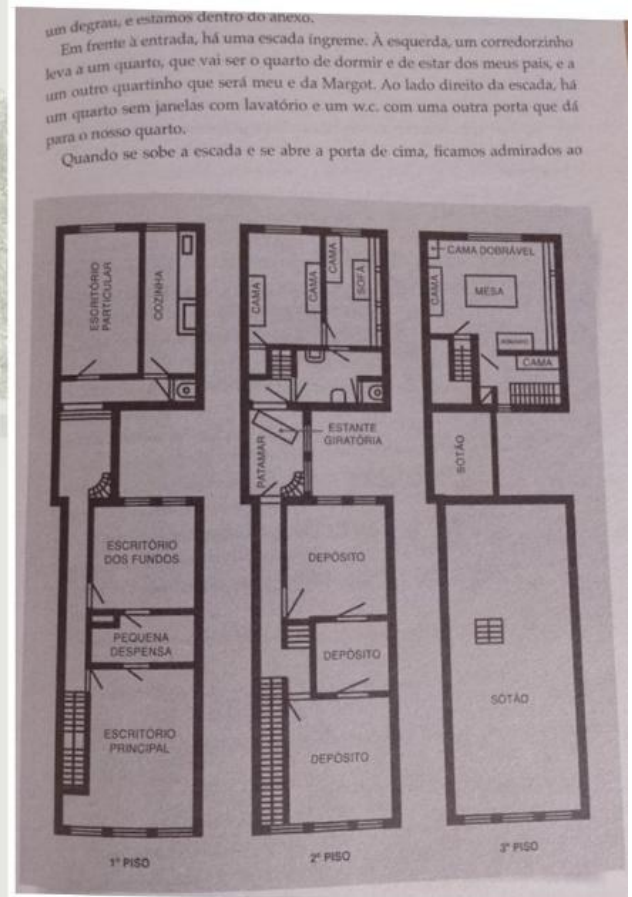 um degrau, e estamos dentro do anexo.
Em frente à entrada, há uma escada íngreme. À esquerda, um corredorzinho
leva a um quarto, que vai ser o quarto de dormir e de estar dos meus pais, e a
um outro quartinho que será meu e da Margot. Ao lado direito da escada, há
um quarto sem janelas com lavatório e um w.c. com uma outra porta que dá
para o nosso quarto.
Quando se sobe a escada e se abre a porta de cima, ficamos admirados ao
ESCRITÓRIO
PARTICULAR
COZINHA
ESCRITÓRIO
DOS FUNDOS
PEQUENA
DESPENSA
ESCRITÓRIO
PRINCIPAL
1º PISO
CAMA
CAMA
CAMA
SOFÁ
PATAMAR
ESTANTE
GIRATÓRIA
DEPÓSITO
DEPÓSITO
DEPÓSITO
2º PISO
CAMA DOBRÁVEL
CAMA
MESA
CAMA
SOTÃO
SOTÃO
3º PISO